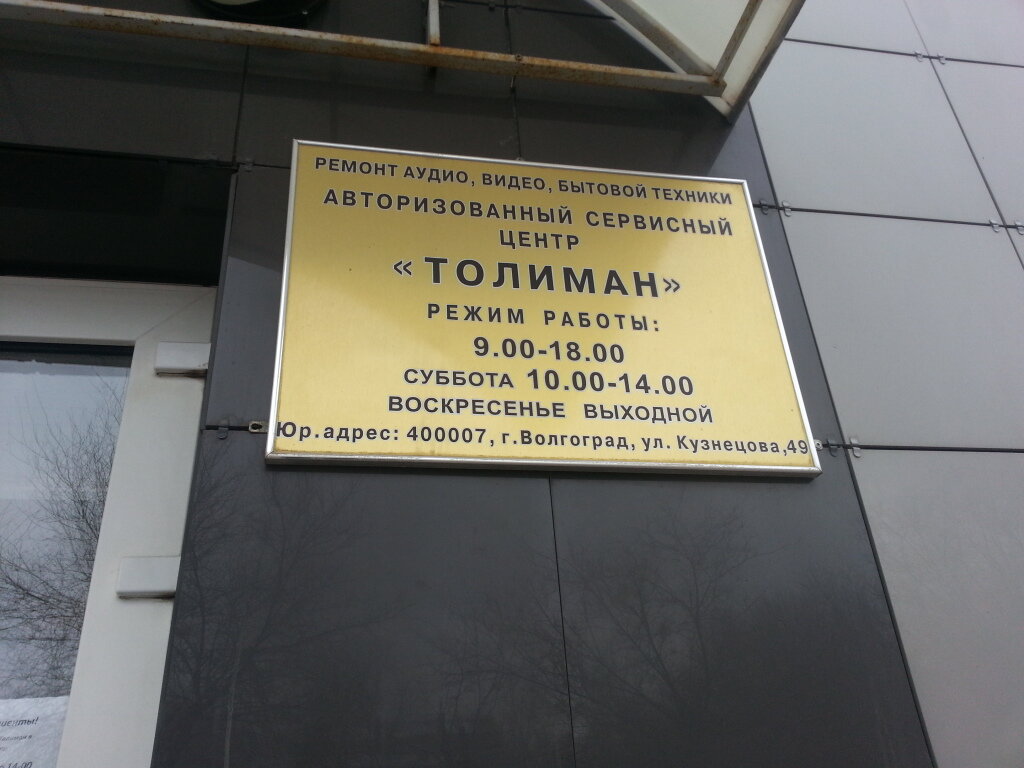 РЕМОНТ АУДИО, ВИДЕО, БЫТОВОЙ ТЕХНИКИ
АВТОРИЗОВАННЫЙ СЕРВИСНЫЙ
ЦЕНТР
«ТОЛИМАН»
РЕЖИМ РАБОТЫ:
9.00-18.00
СУББОТА 10.00-14.00
ВОСКРЕСЕНЬЕ ВЫХОДНОЙ
Юр.адрес: 400007, г.Волгоград, ул. Кузнецова,49